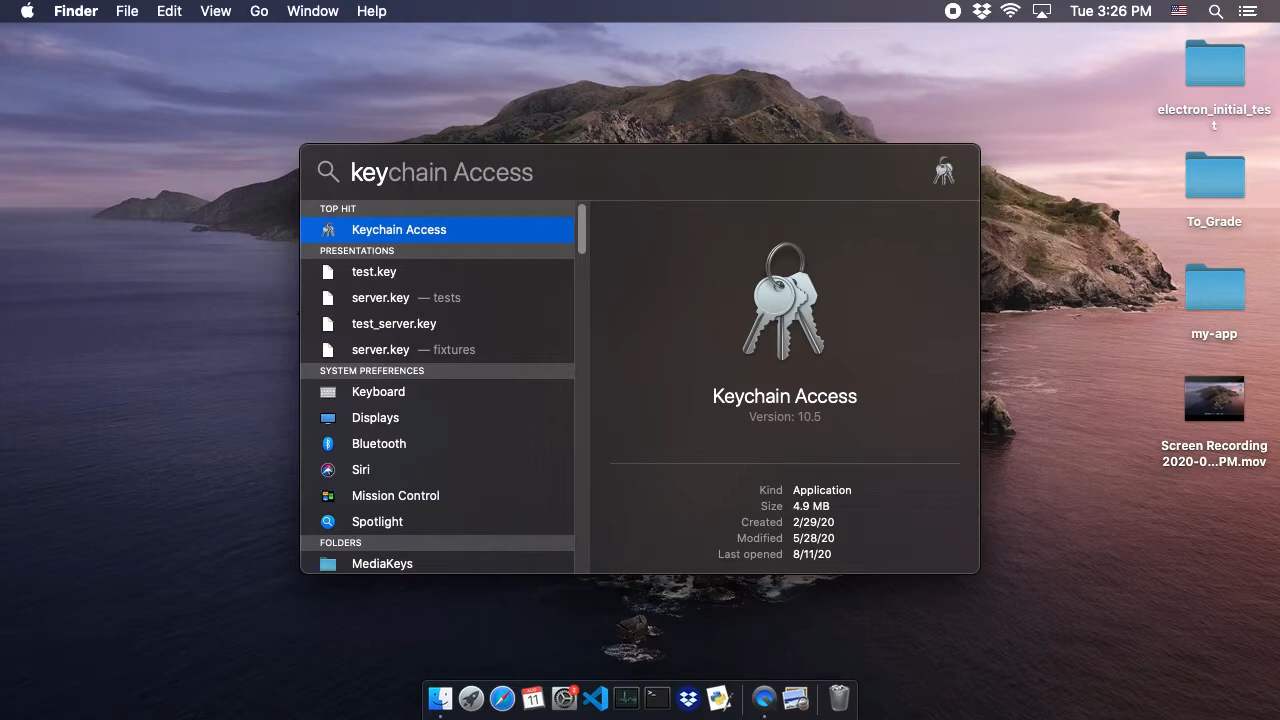 Finder File Edit View Go Window Help Tue 3:26 PM
keychain Access
TOP HIT
Keychain Access
PRESENTATIONS
test.key
server.key — tests
test_server.key
server.key — fixtures
SYSTEM PREFERENCES
Keyboard
Displays
Bluetooth
Siri
Mission Control
Spotlight
FOLDERS
MediaKeys
Keychain Access
Version: 10.5
Kind Application
Size 4.9 MB
Created 2/29/20
Modified 5/28/20
Last opened 8/11/20
electron_initial_tes
t
To_Grade
my-app
Screen Recording
2020-0...PM.mov
11